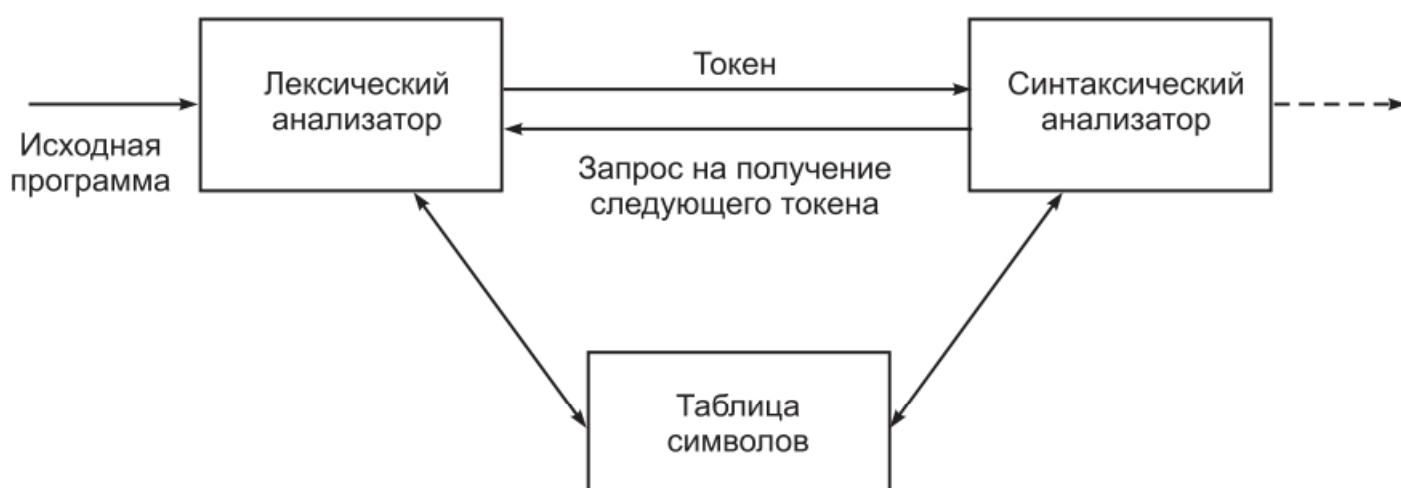 Исходная
программа
Лексический
анализатор
Токен
Запрос на получение
следующего токена
Синтаксический
анализатор
Таблица
символов